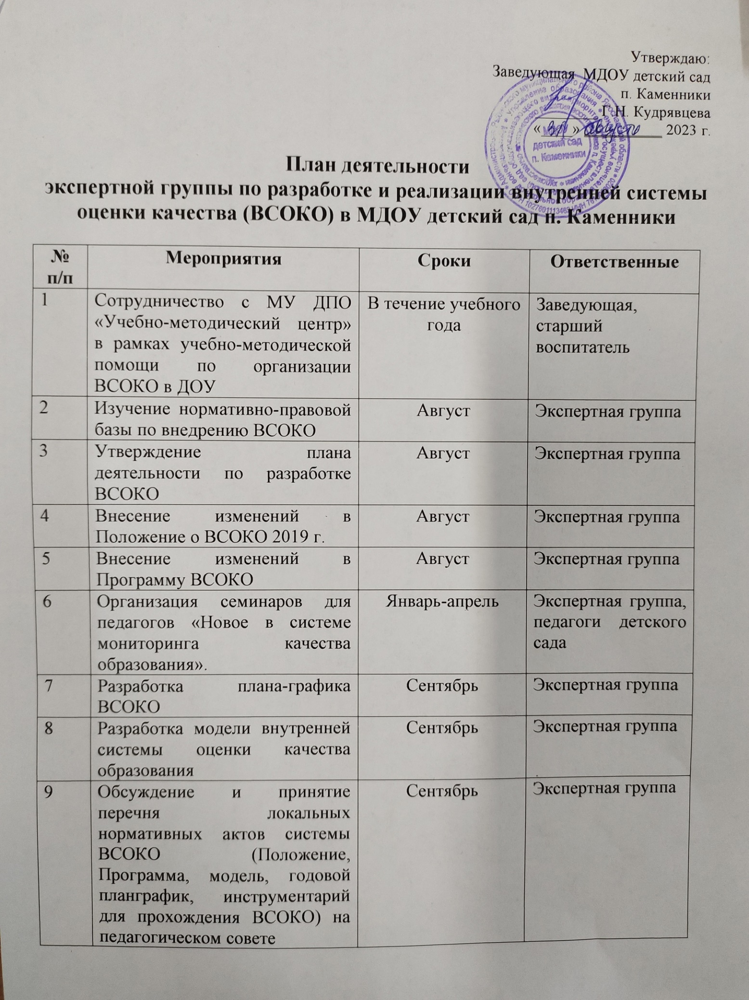 Утверждаю:
Заведующая МДОУ детский сад
п. Каменники
Г.Н. Кудрявцева
« 31 » августа 2023 г.
МДОУ
детский сад
п. Каменники
План деятельности
экспертной группы по разработке и реализации внутренней системы
оценки качества (ВСОКО) в МДОУ детский сад п. Каменники
№
п/п
Мероприятия
Сроки
Ответственные
1
Сотрудничество с МУ ДПО
«Учебно-методический центр»
в рамках учебно-методической
помощи по организации
ВСОКО в ДОУ
В течение учебного
года
Заведующая,
старший
воспитатель
2
Изучение нормативно-правовой
базы по внедрению ВСОКО
Август
Экспертная группа
3
Утверждение плана
деятельности по разработке
ВСОКО
Август
Экспертная группа
4
Внесение изменений в
Положение о ВСОКО 2019 г.
Август
Экспертная группа
5
Внесение изменений в
Программу ВСОКО
Август
Экспертная группа
6
Организация семинаров для
педагогов «Новое в системе
мониторинга качества
образования».
Январь-апрель
Экспертная группа,
педагоги детского
сада
7
Разработка плана-графика
ВСОКО
Сентябрь
Экспертная группа
8
Разработка модели внутренней
системы оценки качества
образования
Сентябрь
Экспертная группа
9
Обсуждение и принятие
перечня локальных
нормативных актов системы
ВСОКО (Положение,
Программа, модель, годовой
планграфик, инструментарий
для прохождения ВСОКО) на
педагогическом совете
Сентябрь
Экспертная группа